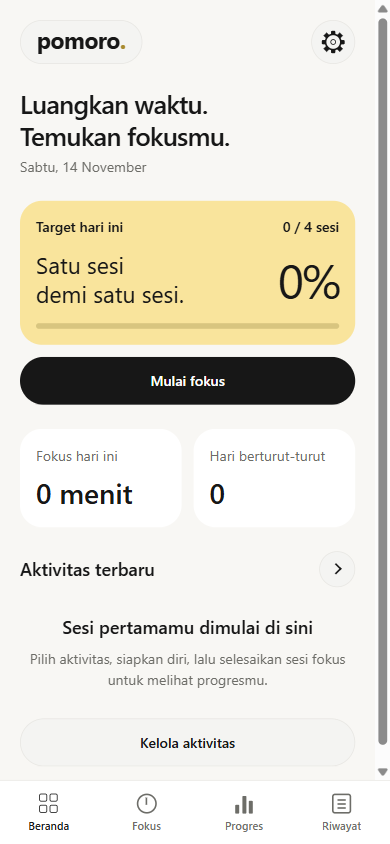 pomoro.
Luangkan waktu.
Temukan fokusmu.
Sabtu, 14 November
Target hari ini
0 / 4 sesi
Satu sesi
demi satu sesi.
0%
Mulai fokus
Fokus hari ini
0 menit
Hari berturut-turut
0
Aktivitas terbaru
Sesi pertamamu dimulai di sini
Pilih aktivitas, siapkan diri, lalu selesaikan sesi fokus
untuk melihat progresmu.
Kelola aktivitas
Beranda
Fokus
Progres
Riwayat